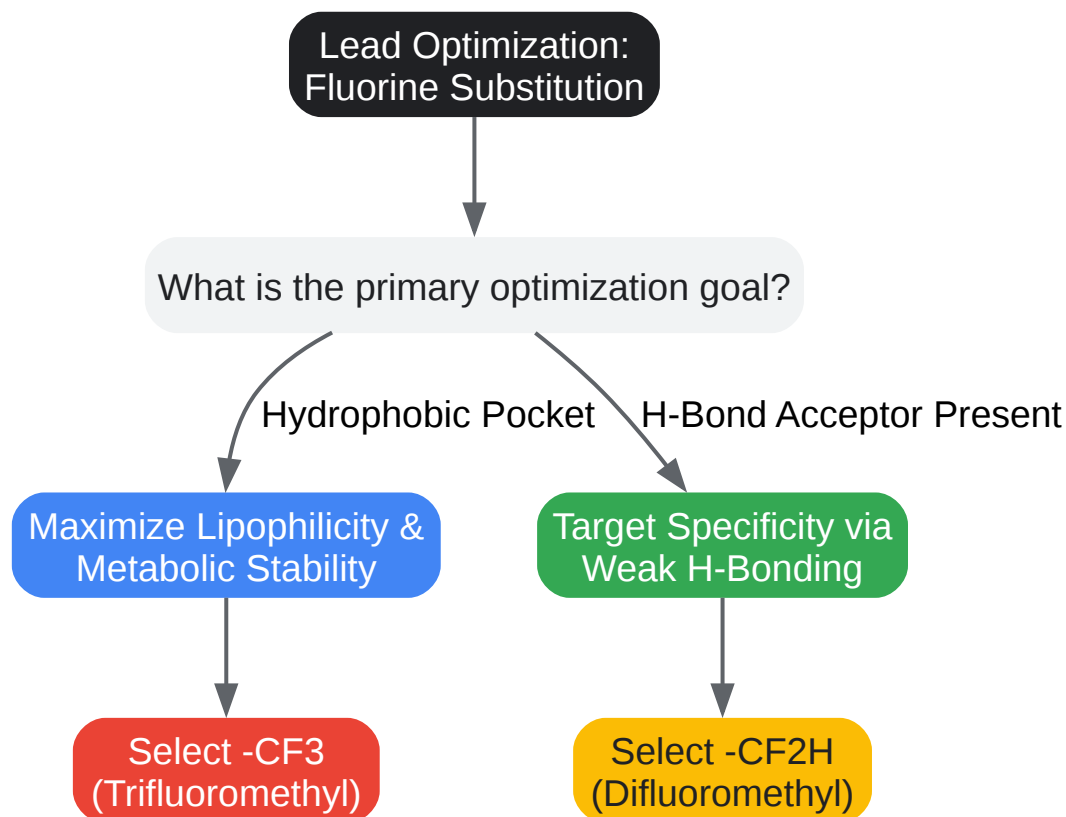 Lead Optimization:
Fluorine Substitution
What is the primary optimization goal?
Hydrophobic Pocket
H-Bond Acceptor Present
Maximize Lipophilicity &
Metabolic Stability
Target Specificity via
Weak H-Bonding
Select -CF3
(Trifluoromethyl)
Select -CF2H
(Difluoromethyl)